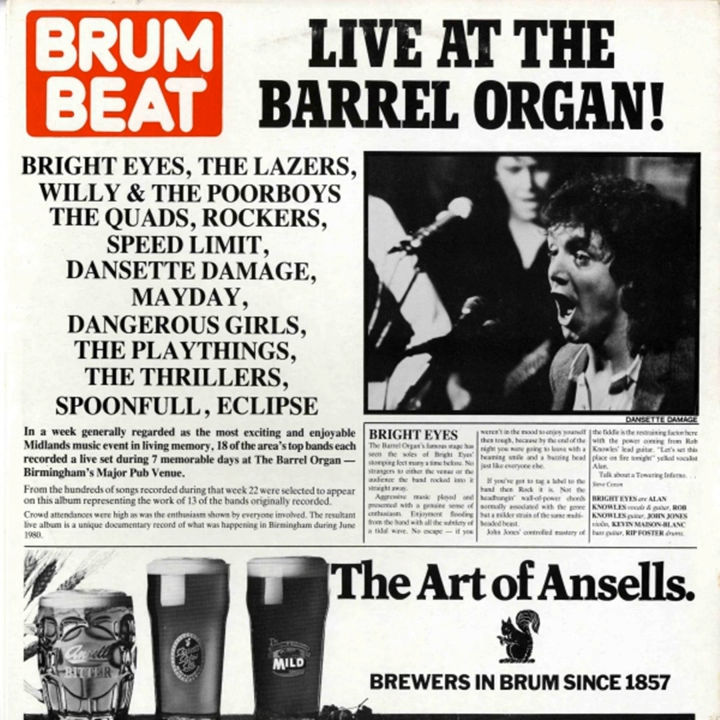 BRUM
BEAT
LIVE AT THE
BARREL ORGAN!
BRIGHT EYES, THE LAZERS,
WILLY & THE POORBOYS
THE QUADS, ROCKERS,
SPEED LIMIT,
DANSETTE DAMAGE,
MAYDAY,
DANGEROUS GIRLS,
THE PLAYTHINGS,
THE THRILLERS,
SPOONFULL, ECLIPSE
In a week generally regarded as the most exciting and enjoyable
Midlands music event in living memory, 18 of the area's top bands each
recorded a live set during 7 memorable days at The Barrel Organ —
Birmingham's Major Pub Venue.
From the hundreds of songs recorded during that week 22 were selected to appear
on this album representing the work of 13 of the bands originally recorded.
Crowd attendances were high as was the enthusiasm shown by everyone involved. The resultant
live album is a unique documentary record of what was happening in Birmingham during June
1980.
DANSETTE DAMAGE
BRIGHT EYES
The Barrel Organ's famous stage has
seen the soles of Bright Eyes'
stomping feet many a time before. No
strangers to either the venue or the
audience the band rocked into it
straight away.
Aggressive music played and
presented with a genuine sense of
enthusiasm. Enjoyment flooding
from the band with all the subtlety of
a tidal wave. No escape — if you
weren't in the mood to enjoy yourself
then tough, because by the end of the
night you were going to leave with a
beaming smile and a buzzing head
just like everyone else.
If you've got to tag a label to the
band then Rock it is. Not the
headbangin' wall-of-power chords
normally associated with the genre
but a milder strain of the same multi-
headed beast.
John Jones' controlled mastery of
the fiddle is the restraining factor here
with the power coming from Rob
Knowles' lead guitar. "Let's set this
place on fire tonight" yelled vocalist
Alan.
Talk about a Towering Inferno. . .
Steve Coxon
BRIGHT EYES are ALAN
KNOWLES vocals & guitar, ROB
KNOWLES guitar, JOHN JONES
violin, KEVIN MAISON-BLANC
bass guitar, RIP FOSTER drums.
The Art of Ansells.
Ansells
BITTER
MILD
BREWERS IN BRUM SINCE 1857